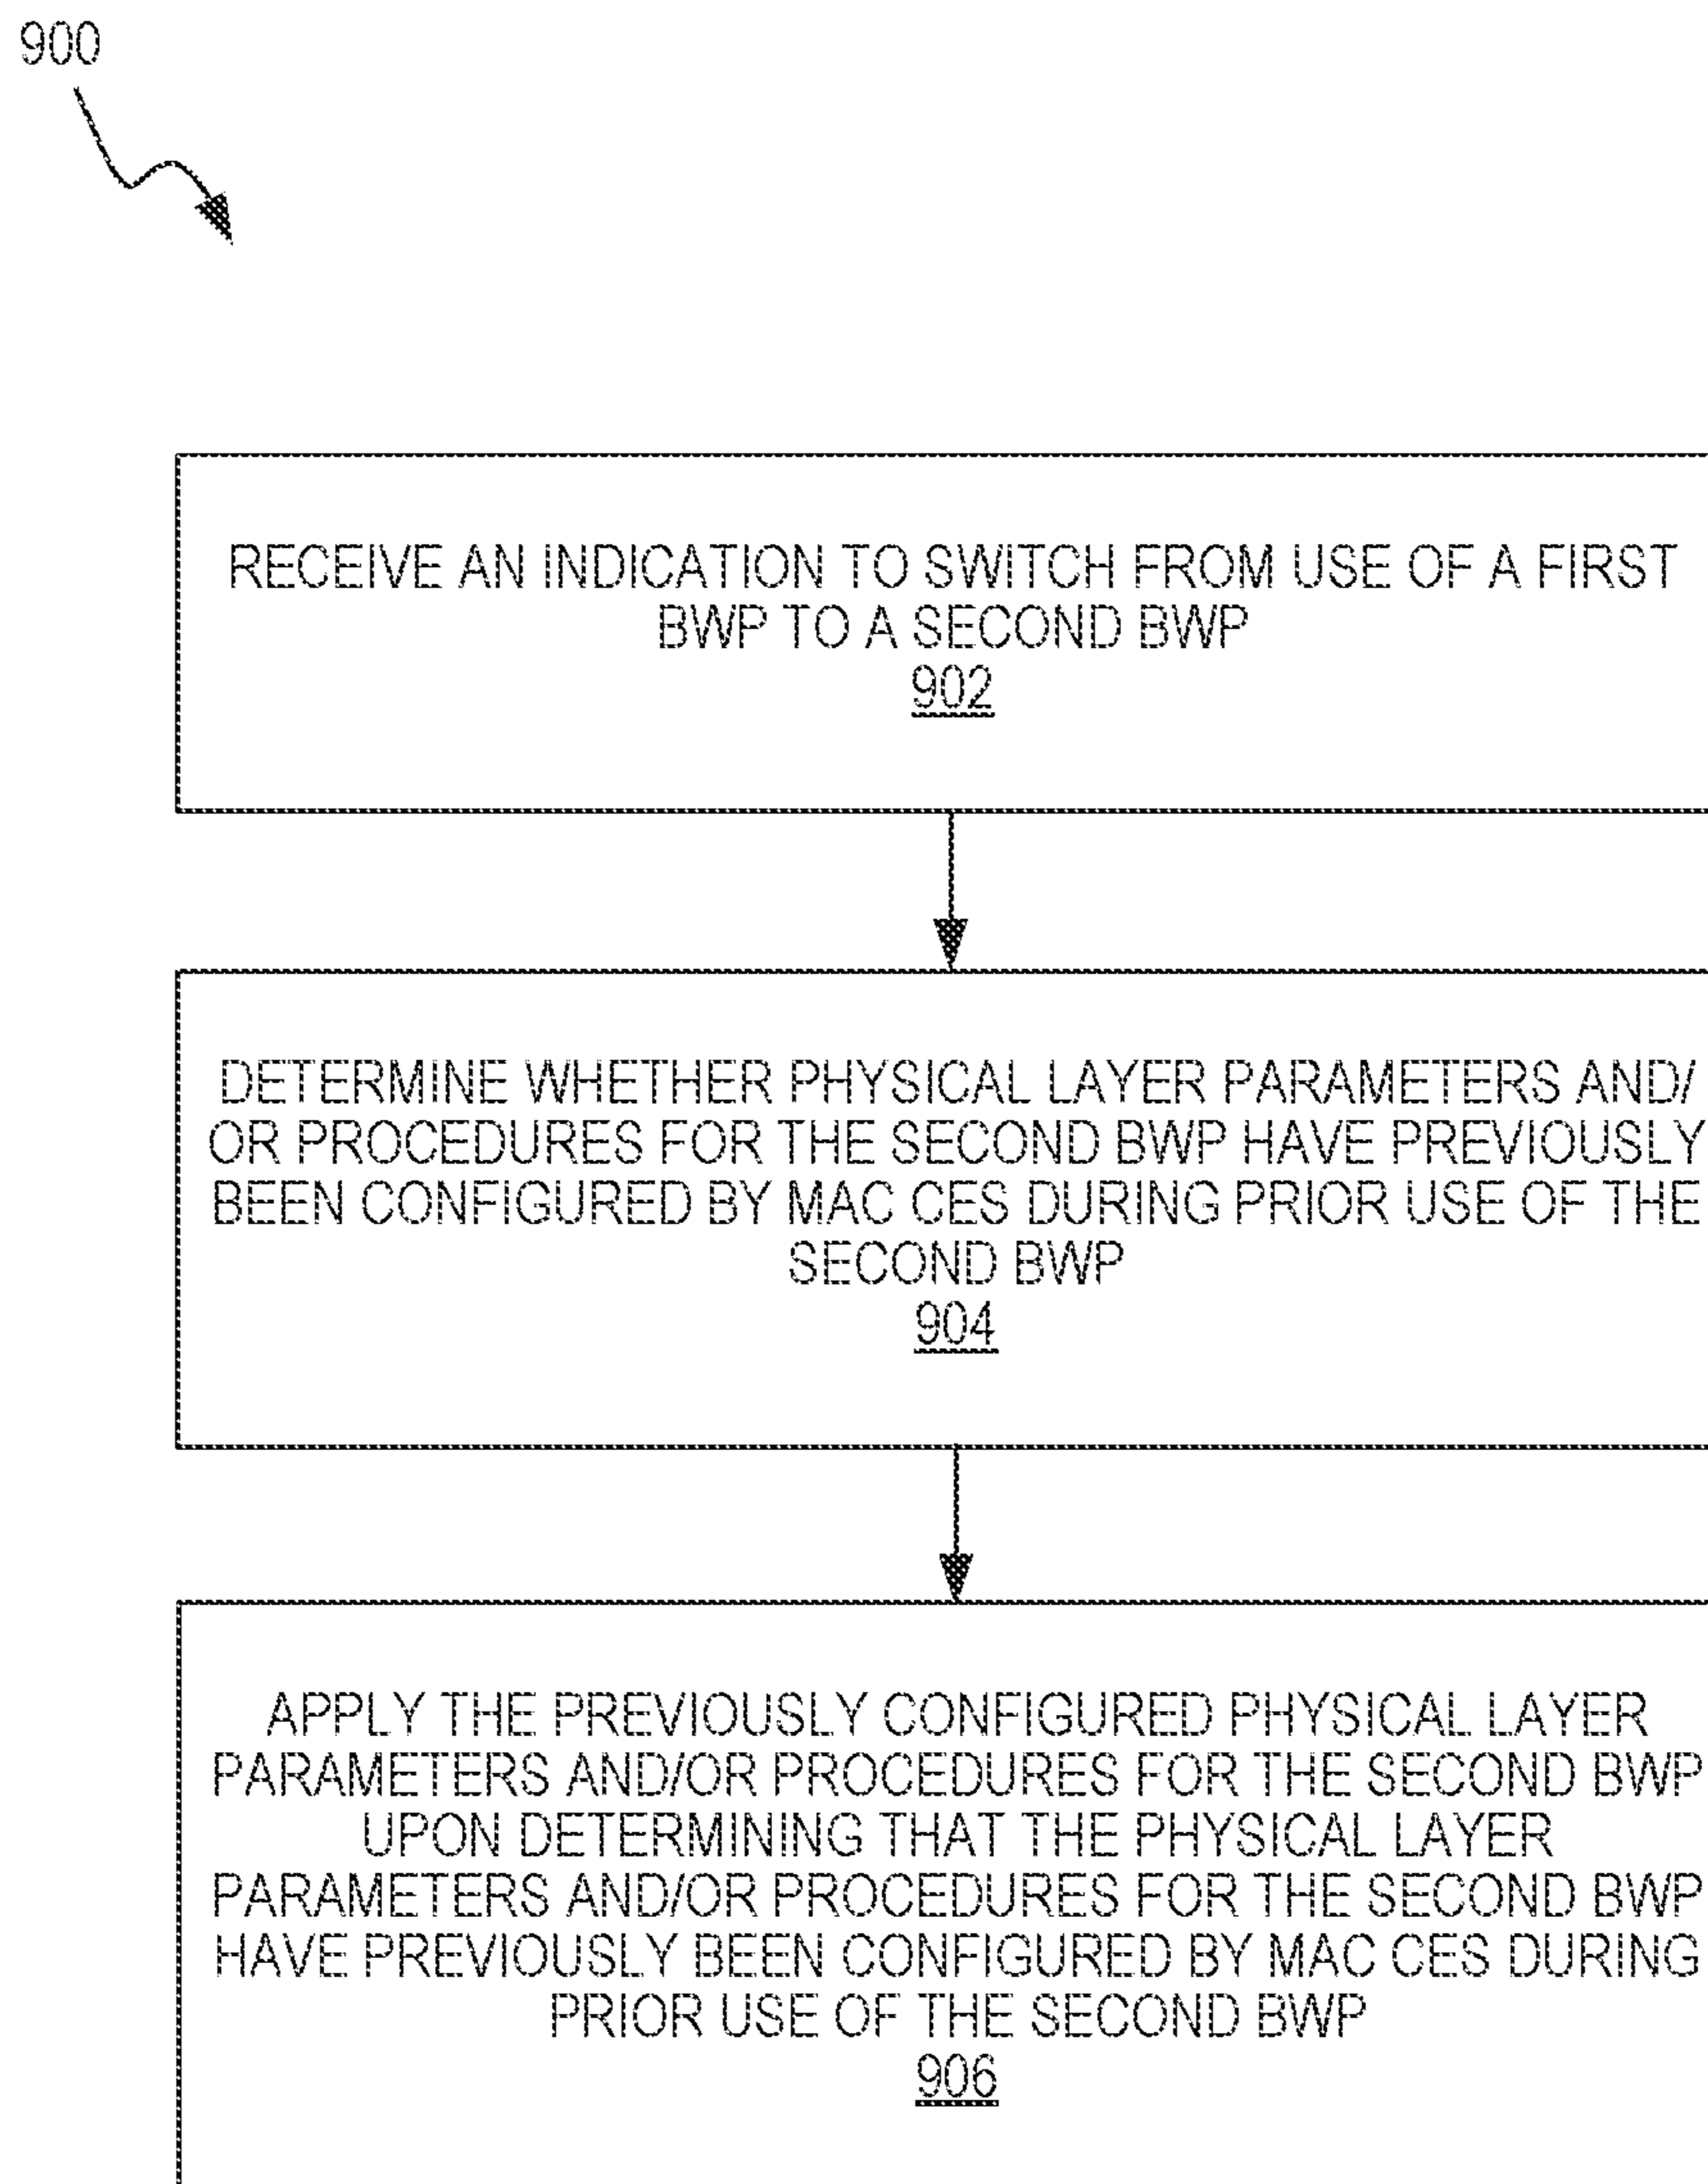 900
RECEIVE AN INDICATION TO SWITCH FROM USE OF A FIRST
BWP TO A SECOND BWP
902
DETERMINE WHETHER PHYSICAL LAYER PARAMETERS AND/
OR PROCEDURES FOR THE SECOND BWP HAVE PREVIOUSLY
BEEN CONFIGURED BY MAC CES DURING PRIOR USE OF THE
SECOND BWP
904
APPLY THE PREVIOUSLY CONFIGURED PHYSICAL LAYER
PARAMETERS AND/OR PROCEDURES FOR THE SECOND BWP
UPON DETERMINING THAT THE PHYSICAL LAYER
PARAMETERS AND/OR PROCEDURES FOR THE SECOND BWP
HAVE PREVIOUSLY BEEN CONFIGURED BY MAC CES DURING
PRIOR USE OF THE SECOND BWP
906